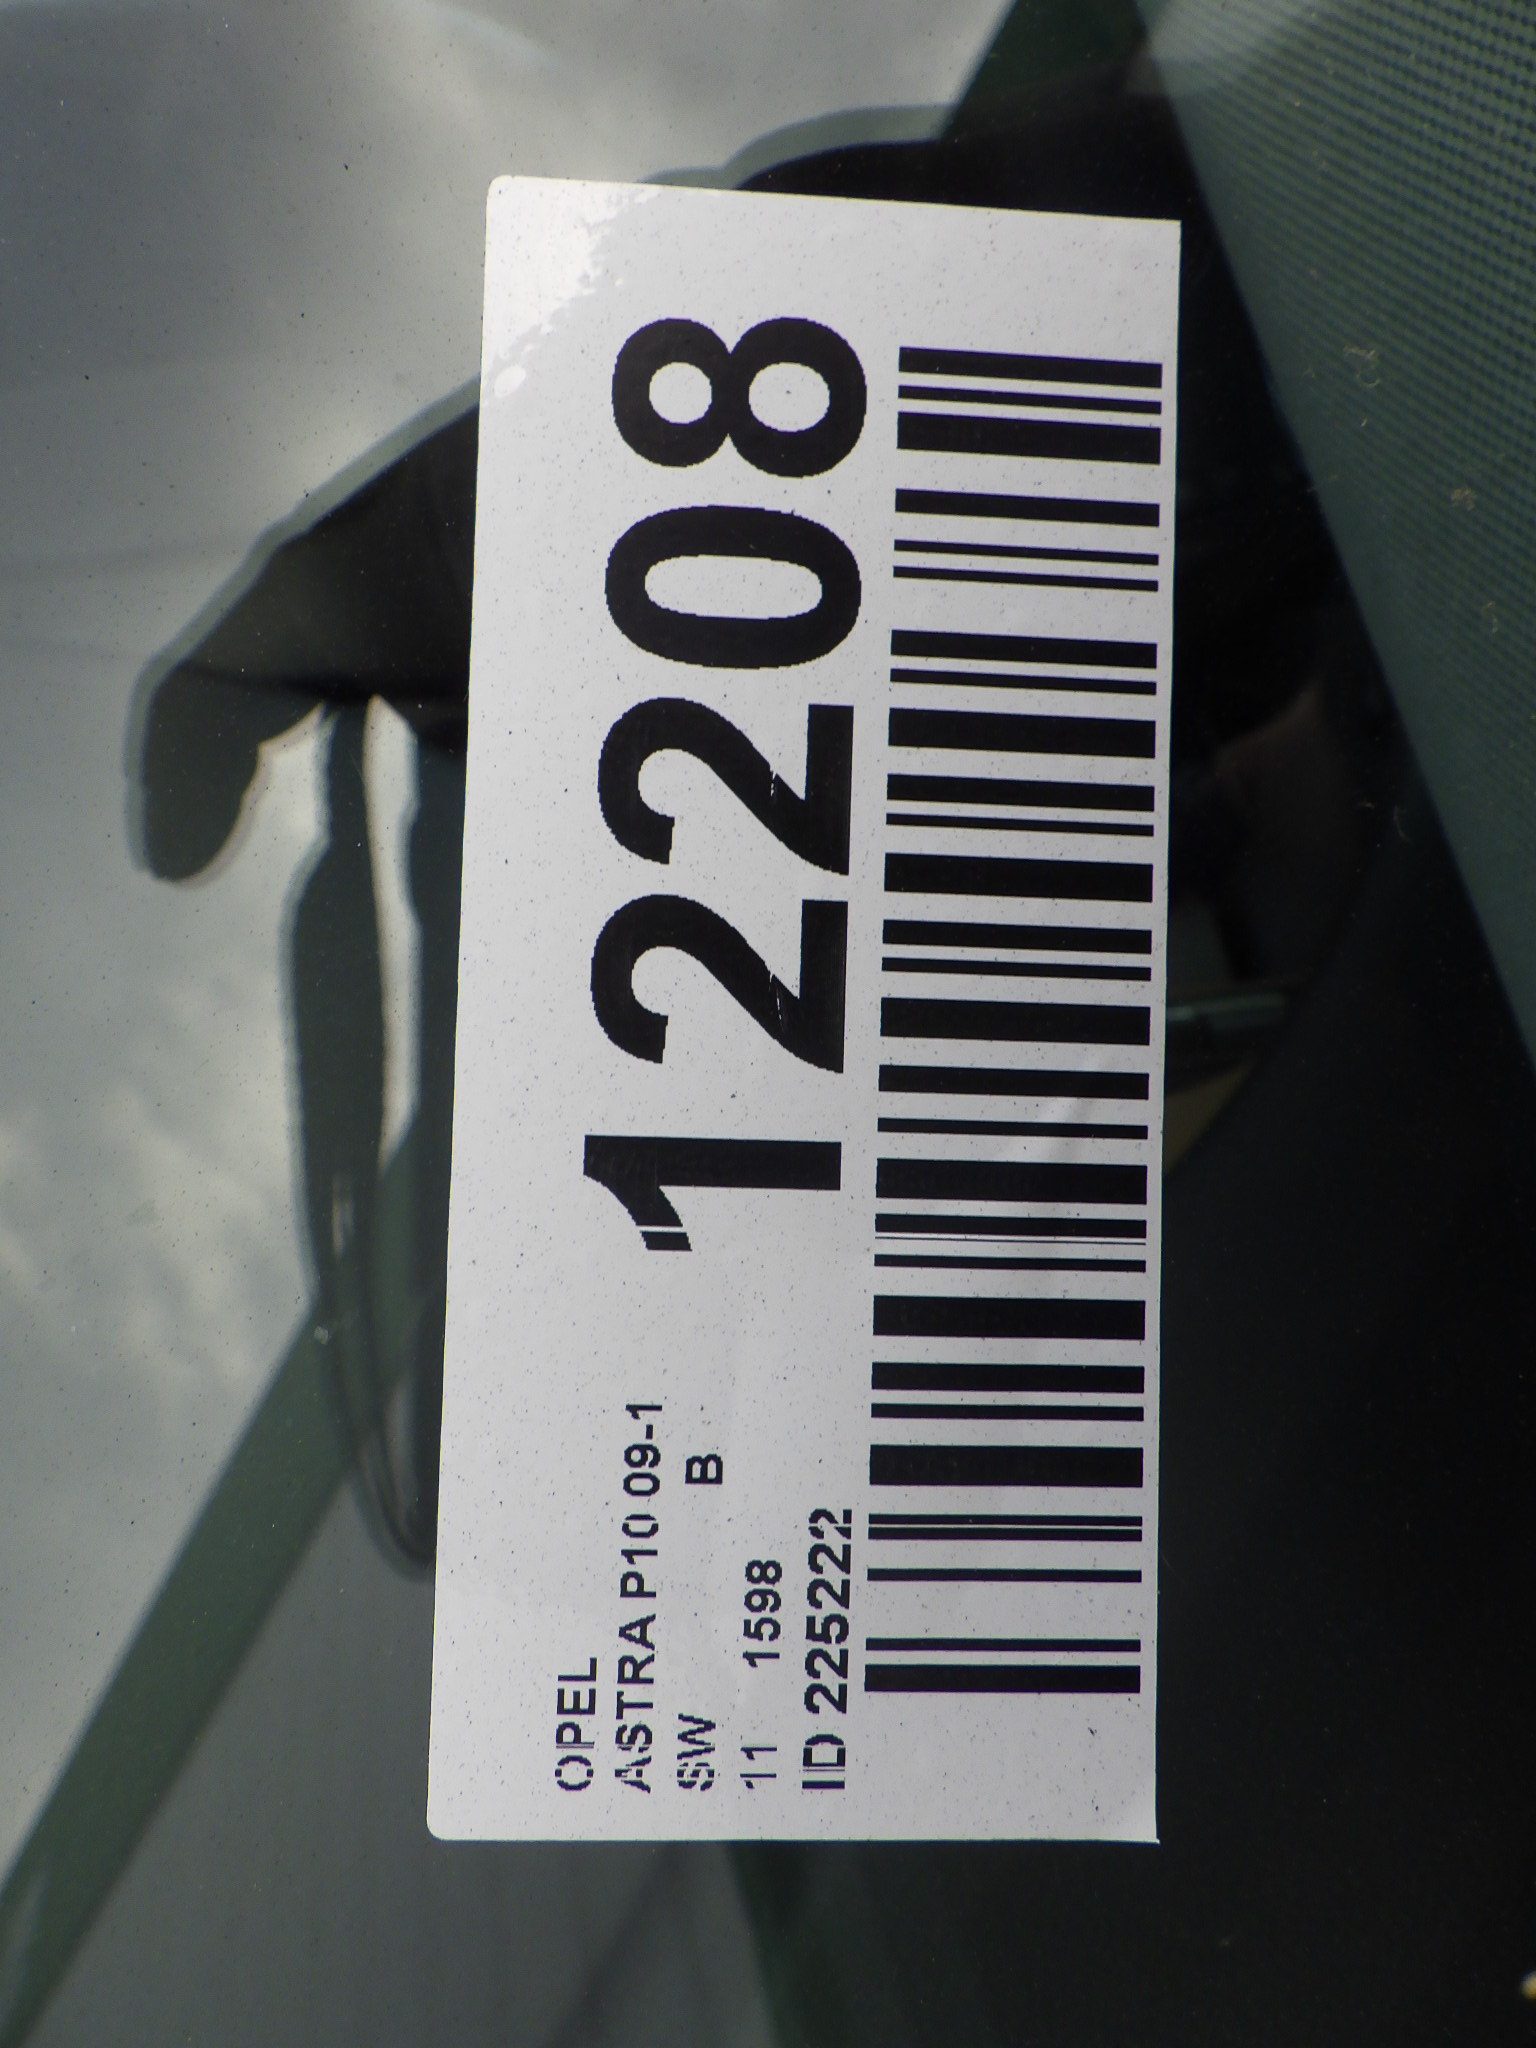 OPEL
ASTRA P10 09-1
SW B
11 1598
ID 225222
12208